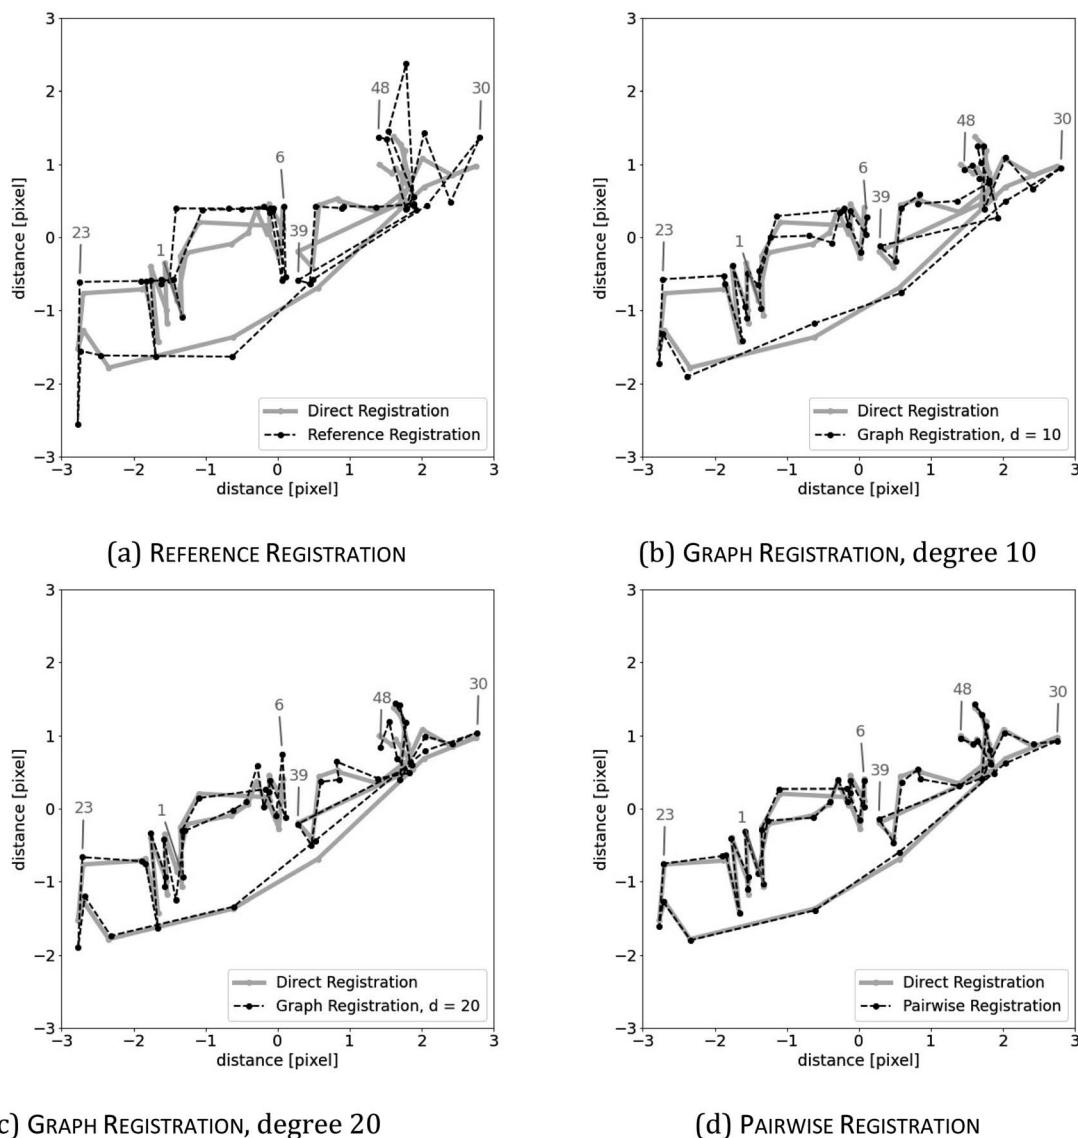 3
2
1
0
−1
−2
−3
distance [pixel]
48
30
6
39
23
1
Direct Registration
Reference Registration
−3 −2 −1 0 1 2 3
distance [pixel]
(a) REFERENCE REGISTRATION
3
2
1
0
−1
−2
−3
distance [pixel]
48
30
6
39
23
1
Direct Registration
Graph Registration, d = 10
−3 −2 −1 0 1 2 3
distance [pixel]
(b) GRAPH REGISTRATION, degree 10
3
2
1
0
−1
−2
−3
distance [pixel]
48
30
6
39
23
1
Direct Registration
Graph Registration, d = 20
−3 −2 −1 0 1 2 3
distance [pixel]
c) GRAPH REGISTRATION, degree 20
3
2
1
0
−1
−2
−3
distance [pixel]
48
30
6
39
23
1
Direct Registration
Pairwise Registration
−3 −2 −1 0 1 2 3
distance [pixel]
(d) PAIRWISE REGISTRATION